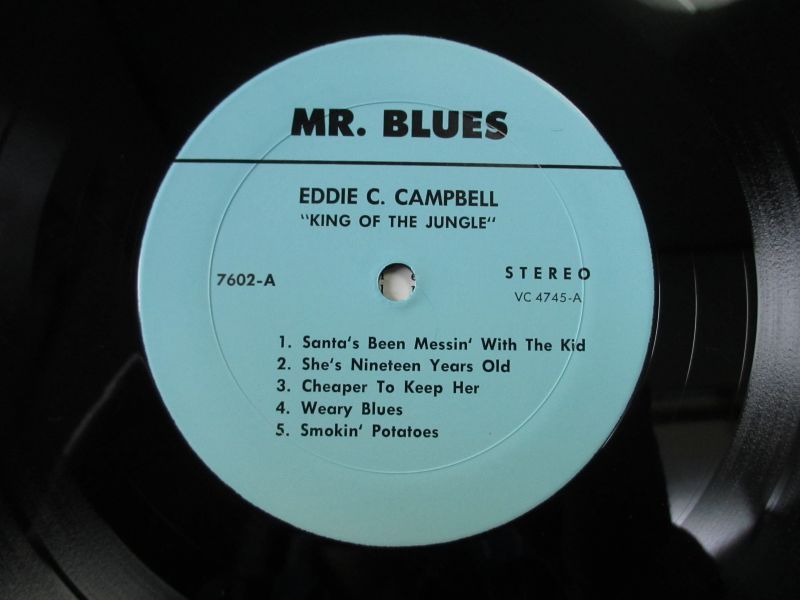 MR. BLUES
EDDIE C. CAMPBELL
"KING OF THE JUNGLE"
7602-A
STEREO
VC 4745-A
1. Santa's Been Messin' With The Kid
2. She's Nineteen Years Old
3. Cheaper To Keep Her
4. Weary Blues
5. Smokin' Potatoes